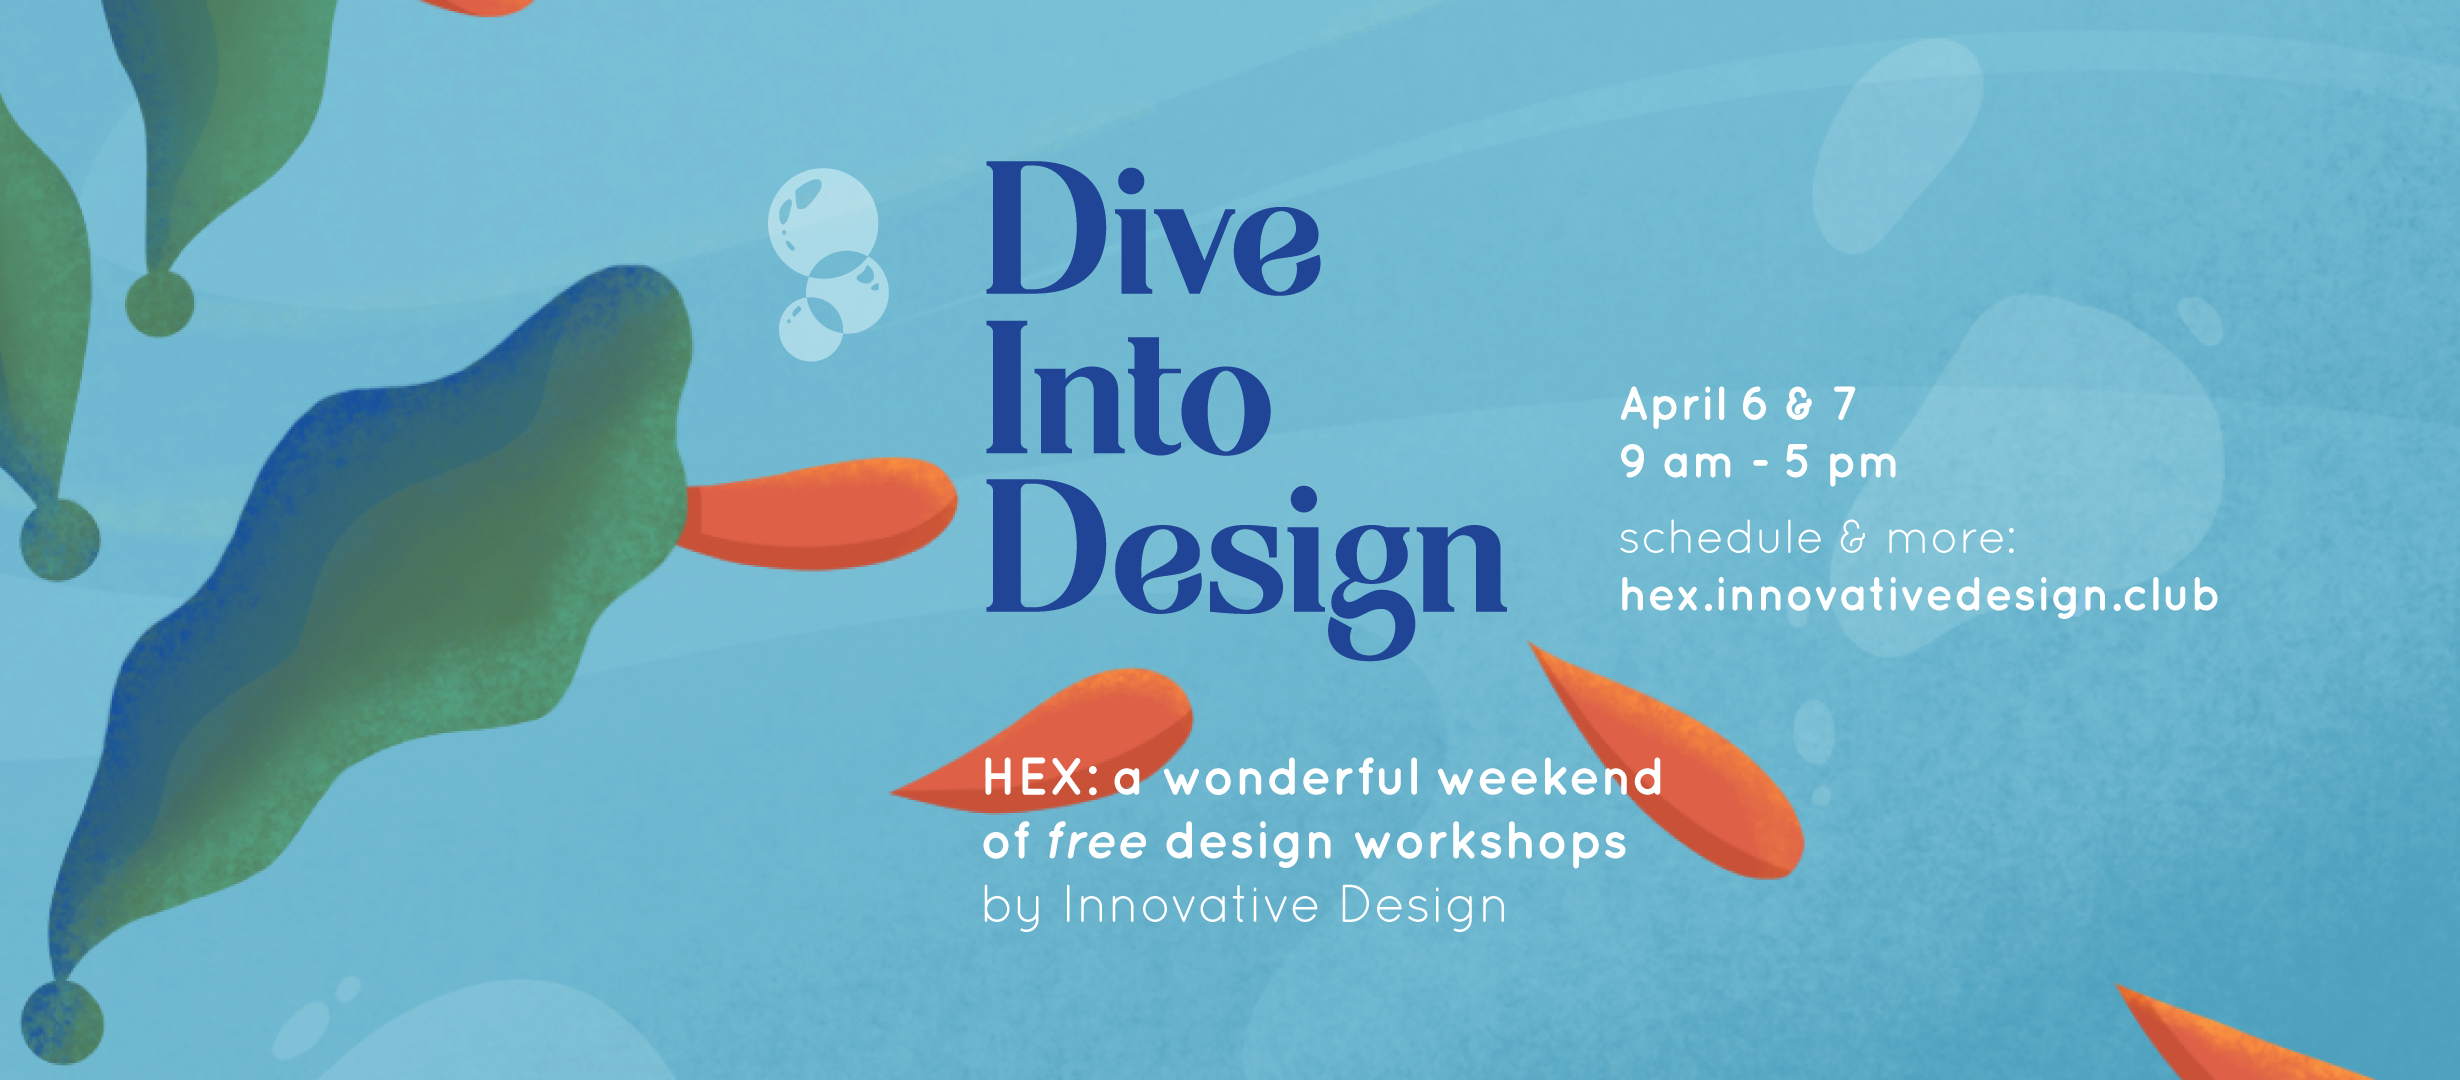 Dive
Into
Design
April 6 & 7
9 am - 5 pm
schedule & more:
hex.innovativedesign.club
HEX: a wonderful weekend
of free design workshops
by Innovative Design